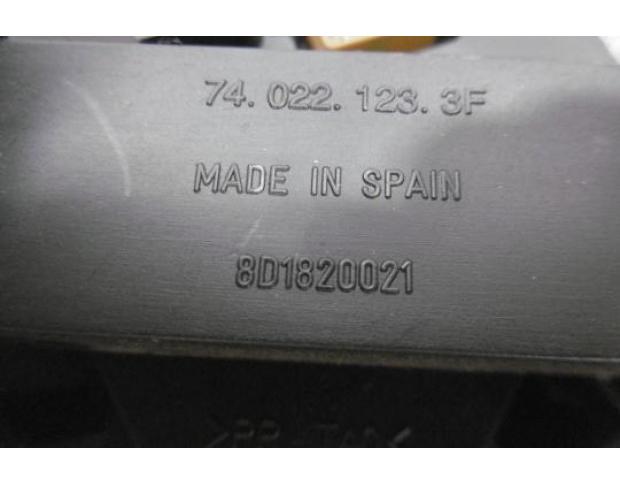 74. 022. 123. 3F
MADE IN SPAIN
8D1820021